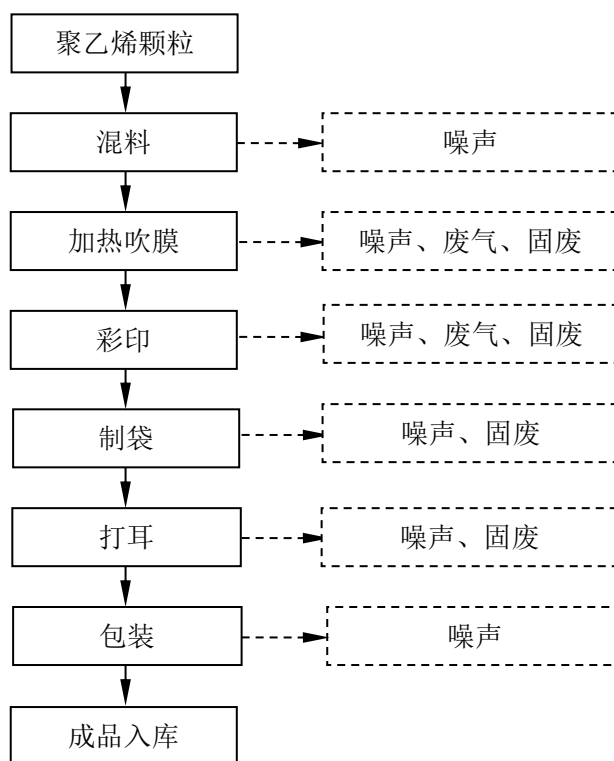 聚乙烯颗粒
混料
噪声
加热吹膜
噪声、废气、固废
彩印
噪声、废气、固废
制袋
噪声、固废
打耳
噪声、固废
包装
噪声
成品入库